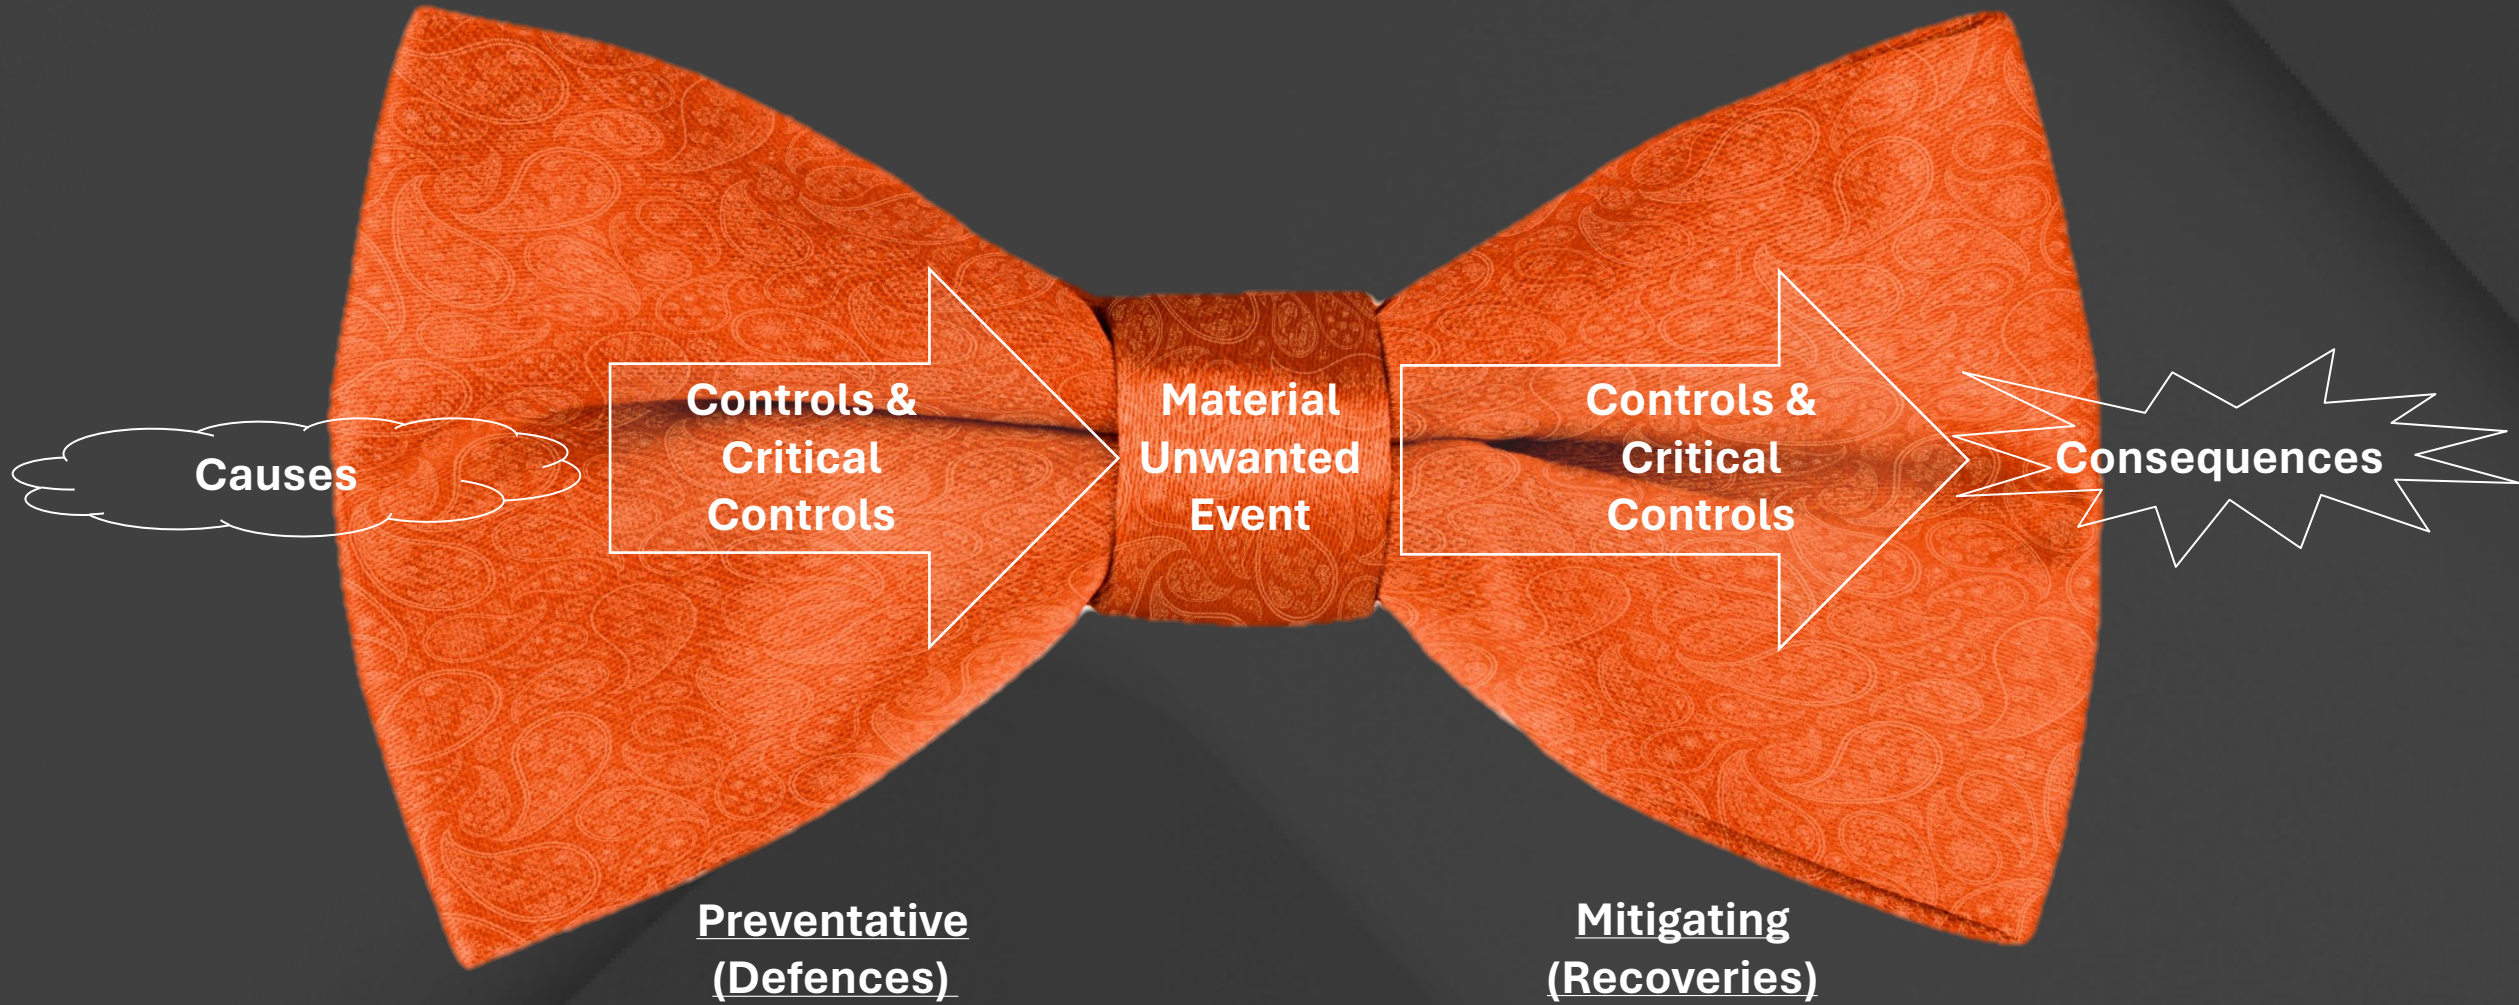 Causes
Controls &
Critical
Controls
Material
Unwanted
Event
Controls &
Critical
Controls
Consequences
Preventative
(Defences)
Mitigating
(Recoveries)